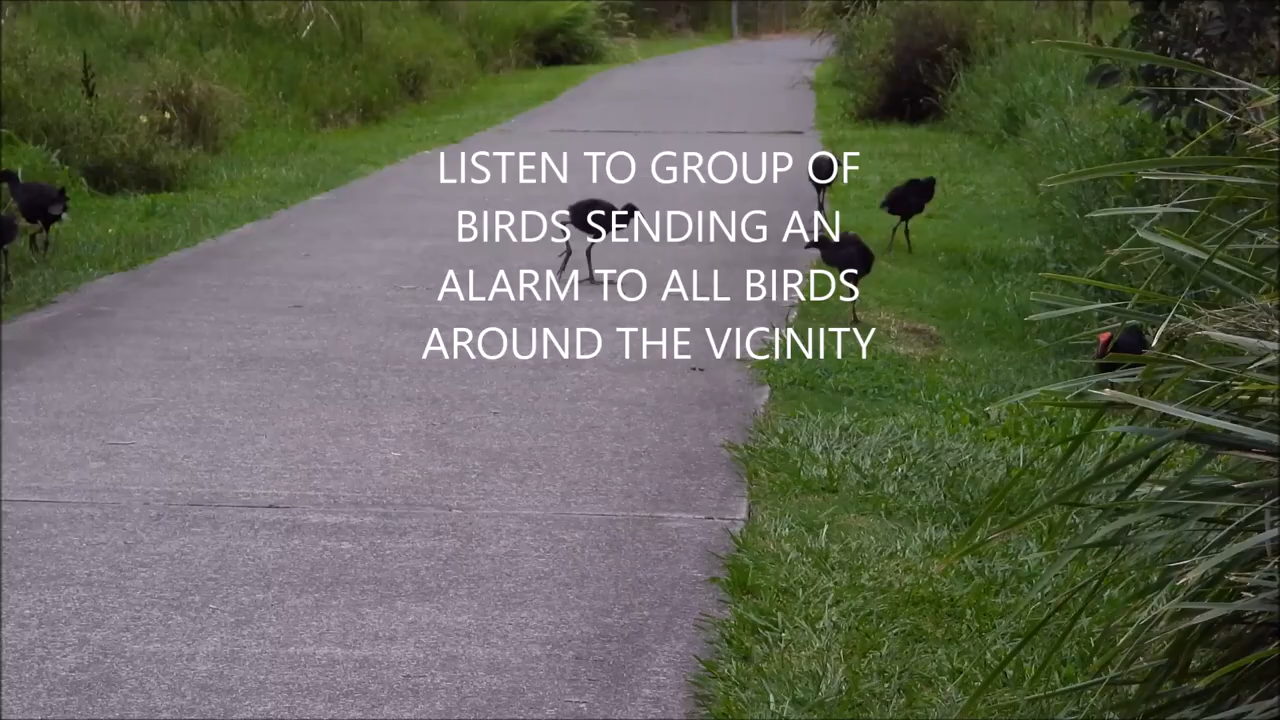 LISTEN TO GROUP OF
BIRDS SENDING AN
ALARM TO ALL BIRDS
AROUND THE VICINITY